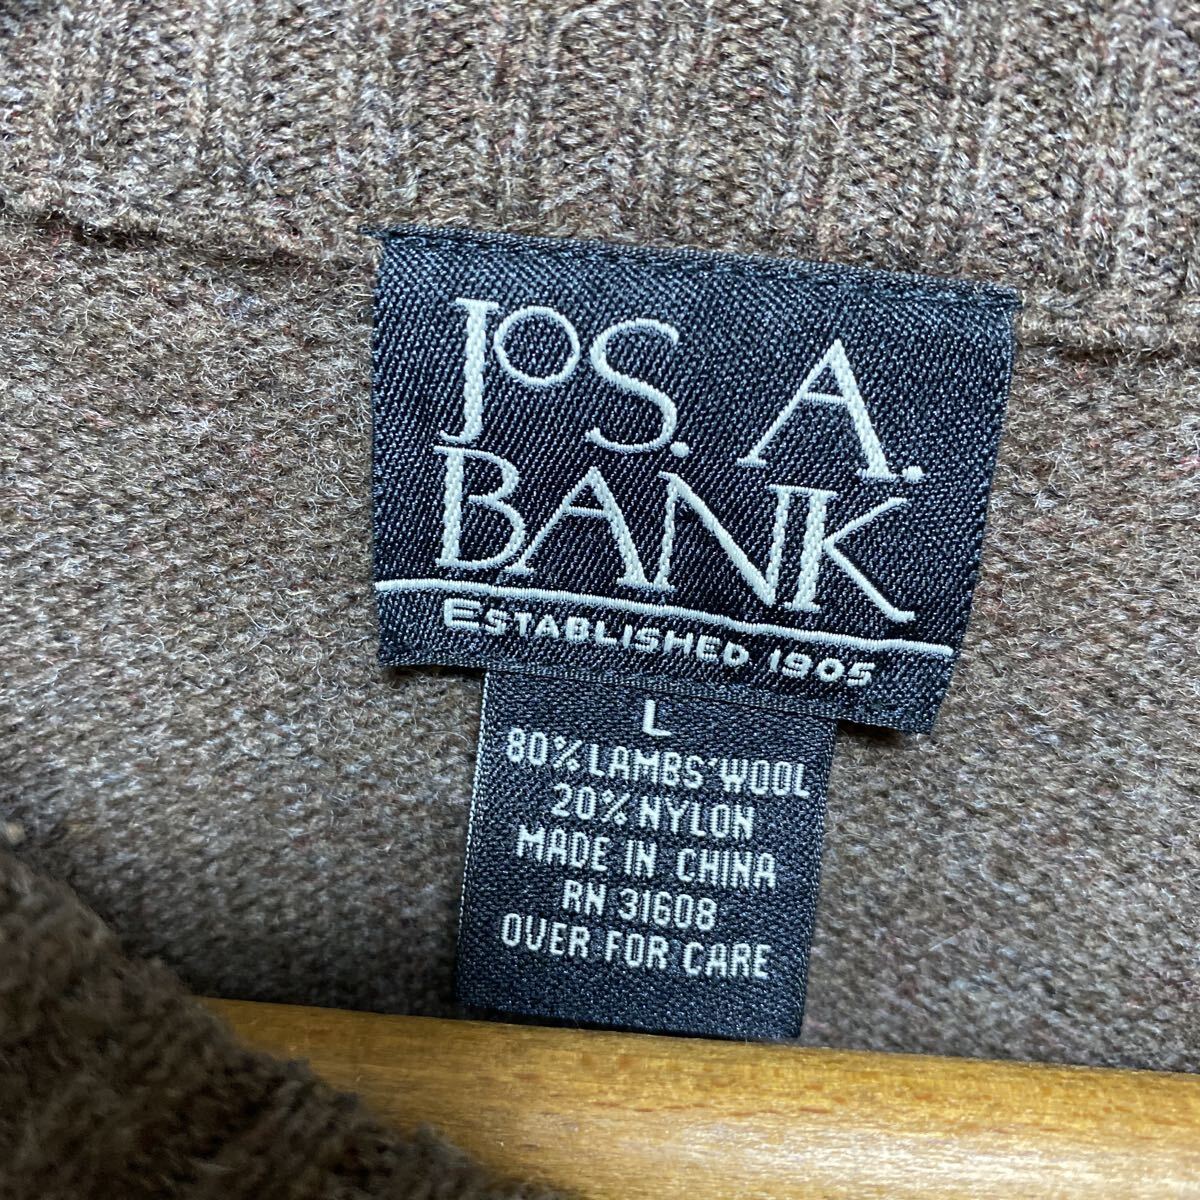 Jos. A.
BANK
ESTABLISHED 1905
L
80% LAMBS' WOOL
20% NYLON
MADE IN CHINA
RN 31608
OVER FOR CARE